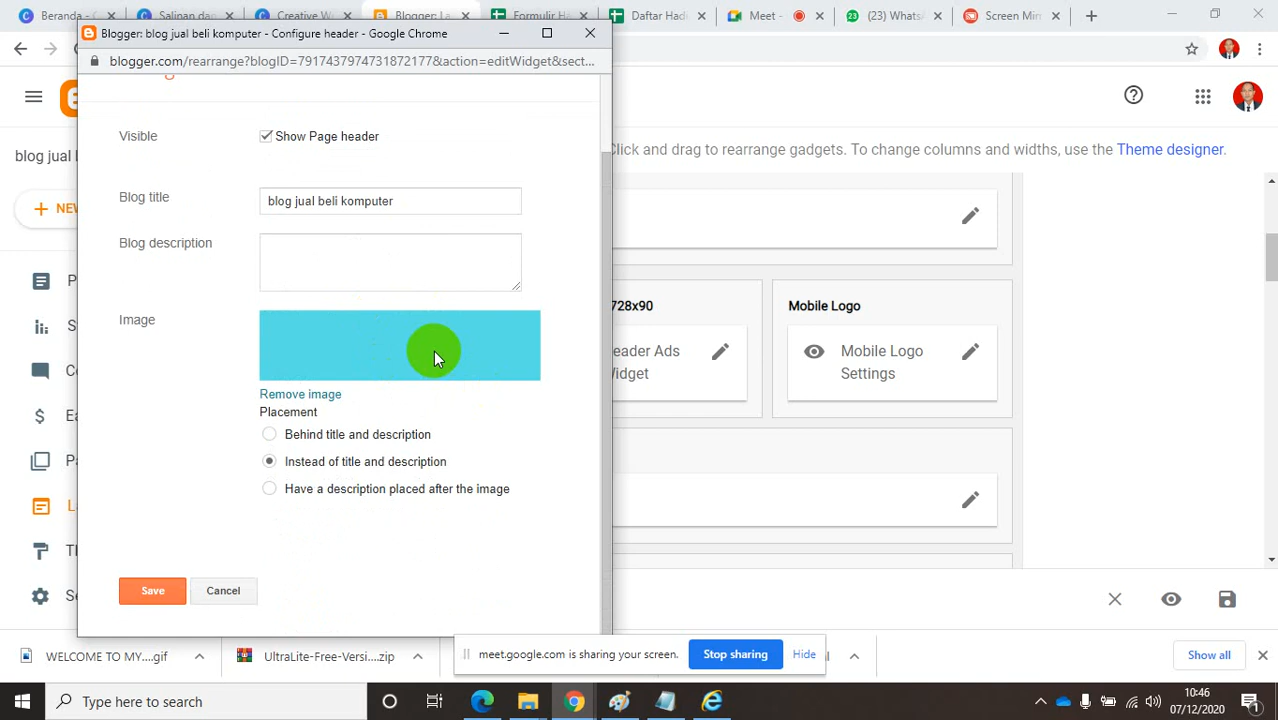 Beranda -
Salinan da
Creative W
Blogger: La
Formulir H
Daftar Had
Meet -
(23) Whats
Screen Mi
Blogger: blog jual beli komputer - Configure header - Google Chrome
blogger.com/rearrange?blogID=7917437974731872177&action=editWidget&sect...
blog jual
NEW
Click and drag to rearrange gadgets. To change columns and widths, use the Theme designer.
Visible
Show Page header
Blog title
blog jual beli komputer
Blog description
Image
Remove image
Placement
Behind title and description
Instead of title and description
Have a description placed after the image
Save
Cancel
728x90
eader Ads
Widget
Mobile Logo
Mobile Logo
Settings
WELCOME TO MY....gif
UltraLite-Free-Versi....zip
meet.google.com is sharing your screen.
Stop sharing
Hide
Show all
Type here to search
10:46
07/12/2020